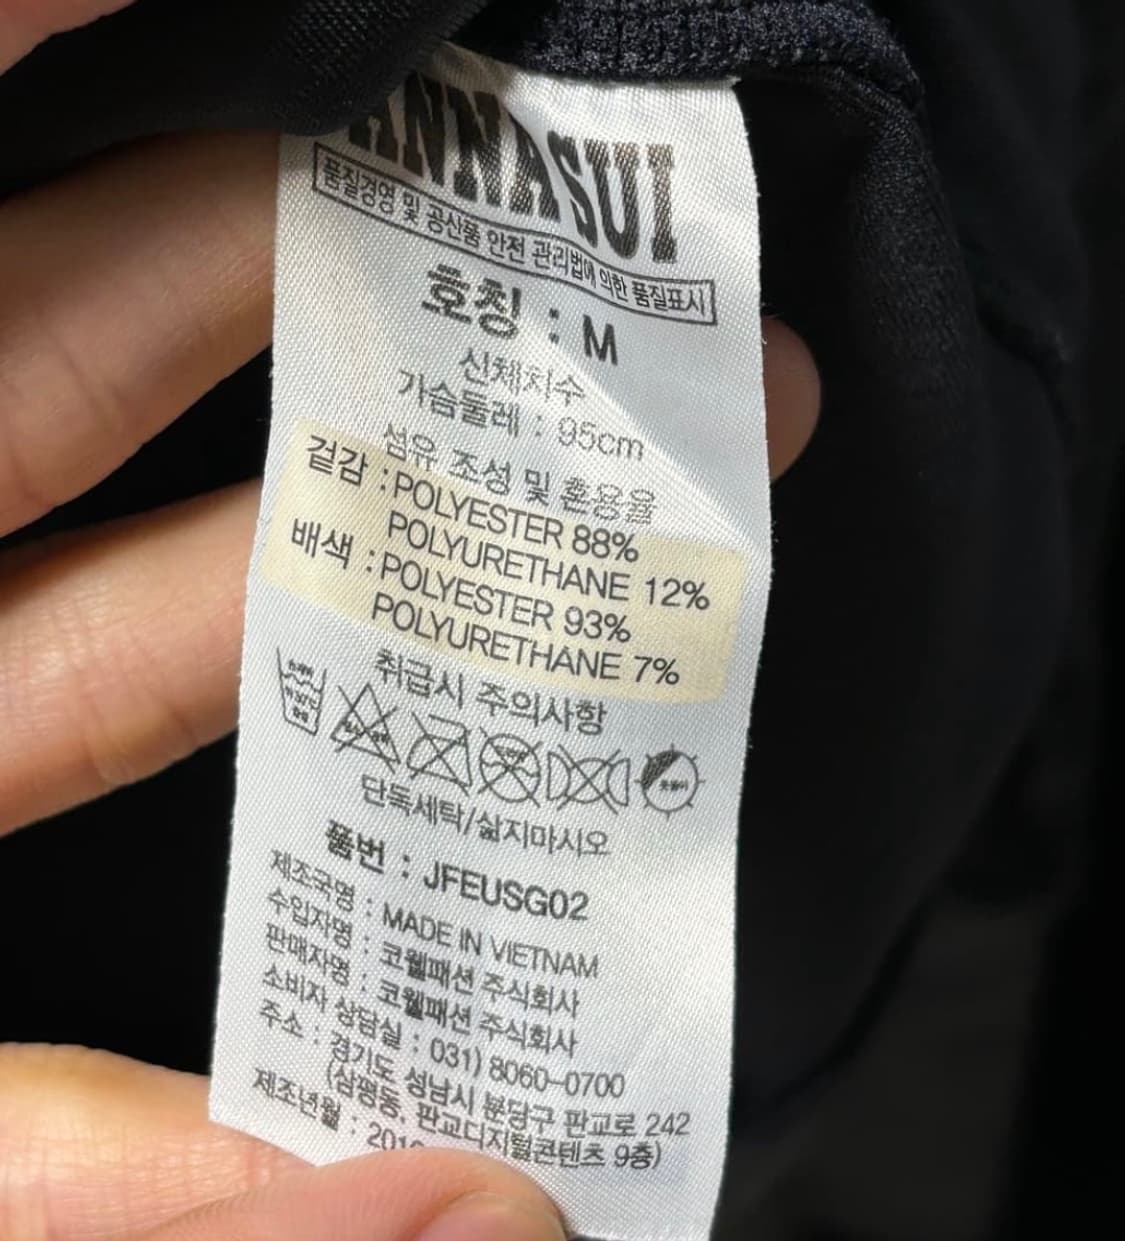 ANNASUI
품질경영 및 공산품 안전 관리법에 의한 품질표시
호칭 : M
신체치수
가슴둘레 : 95cm
섬유 조성 및 혼용율
겉감 : POLYESTER 88%
POLYURETHANE 12%
배색 : POLYESTER 93%
POLYURETHANE 7%
취급시 주의사항
단독세탁/삶지마시오
품번 : JFEUSG02
제조국명 : MADE IN VIETNAM
수입자명 : 코웰패션 주식회사
판매자명 : 코웰패션 주식회사
소비자 상담실 : 031) 8060-0700
주소 : 경기도 성남시 분당구 판교로 242
(삼평동, 판교디지털콘텐츠 9층)
제조년월 :